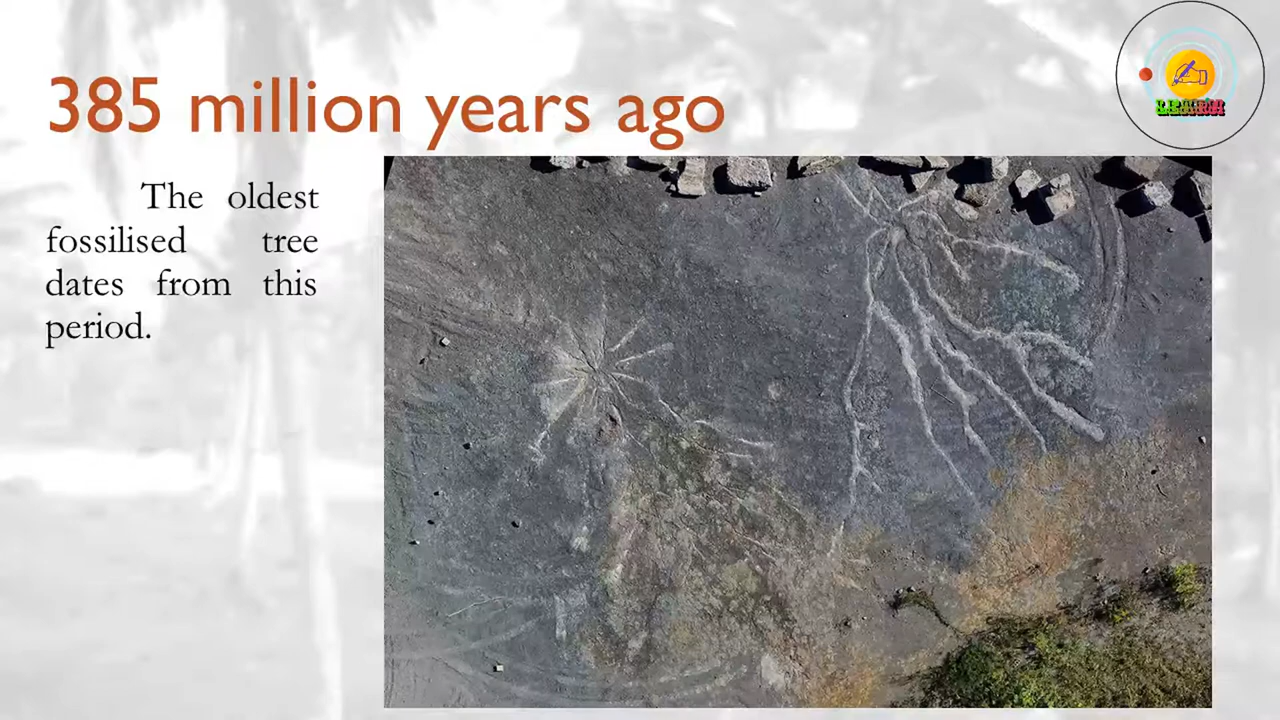 385 million years ago
The oldest
fossilised tree
dates from this
period.